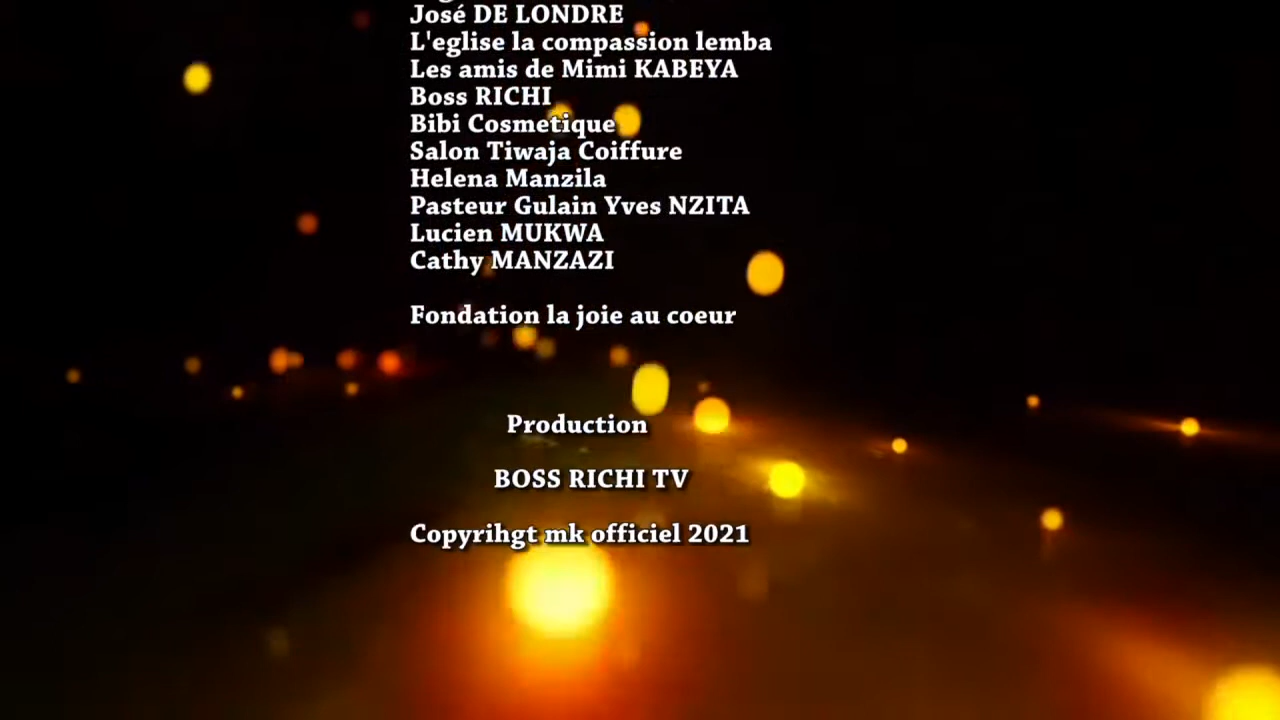 José DE LONDRE
L'eglise la compassion lemba
Les amis de Mimi KABEYA
Boss RICHI
Bibi Cosmetique
Salon Tiwaja Coiffure
Helena Manzila
Pasteur Gulain Yves NZITA
Lucien MUKWA
Cathy MANZAZI
Fondation la joie au coeur
Production
BOSS RICHI TV
Copyrihgt mk officiel 2021